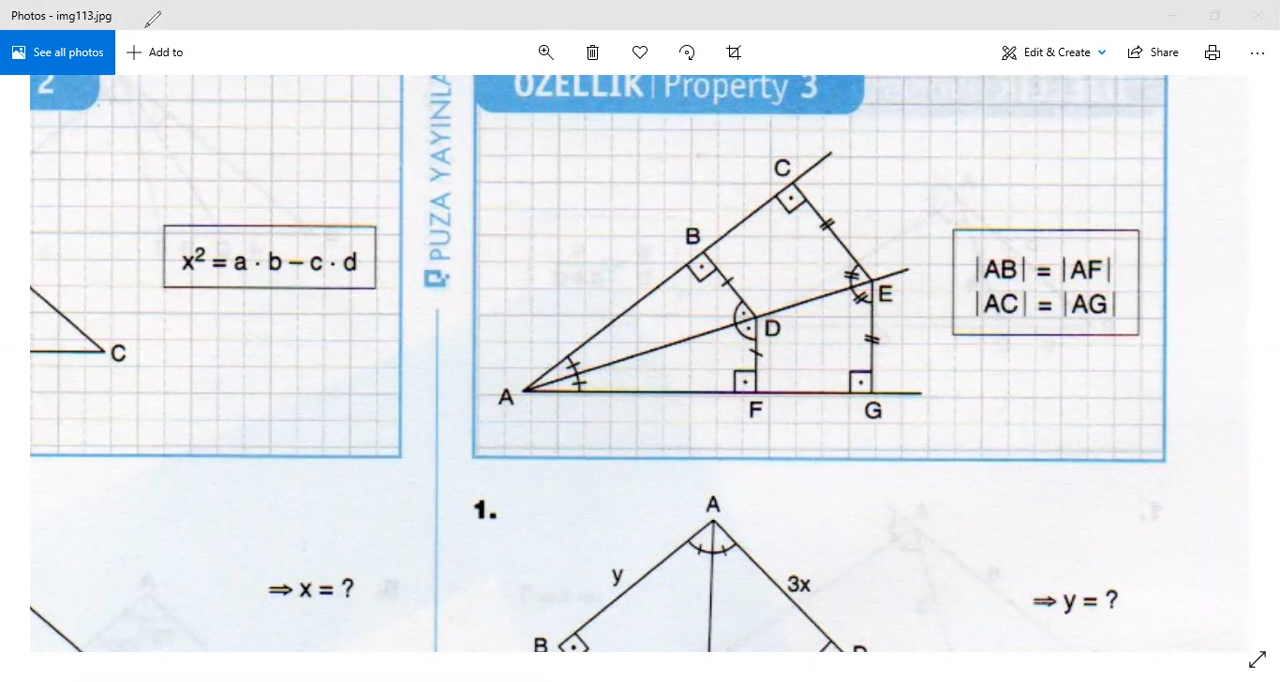 Photos - img113.jpg
See all photos
Add to
Edit & Create
Share
2
x² = a · b – c · d
C
⇒ x = ?
PUZA YAYINLA
ÖZELLİK | Property 3
C
B
E
D
A
F
G
|AB| = |AF|
|AC| = |AG|
1.
A
y
3x
B
D
⇒ y = ?